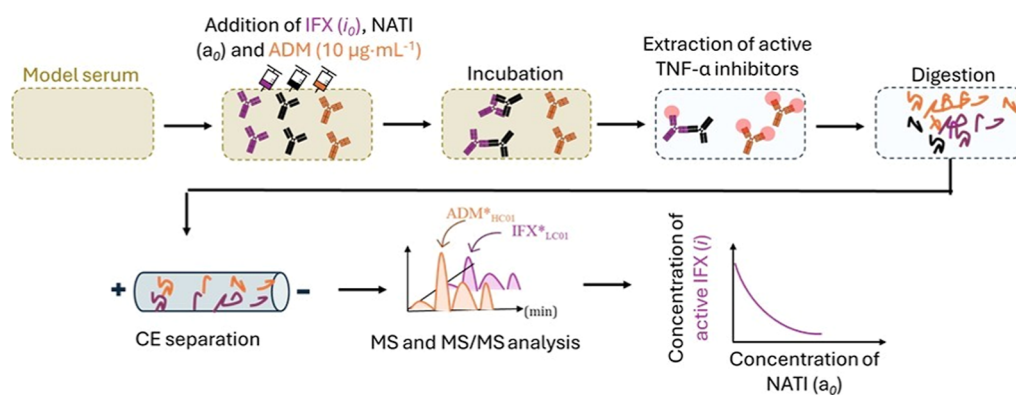 Model serum
Addition of IFX (i₀), NATI
(a₀) and ADM (10 µg·mL⁻¹)
Incubation
Extraction of active
TNF-α inhibitors
Digestion
+
−
CE separation
ADM*HC01
IFX*LC01
(min)
MS and MS/MS analysis
Concentration of
active IFX (i)
Concentration of
NATI (a₀)